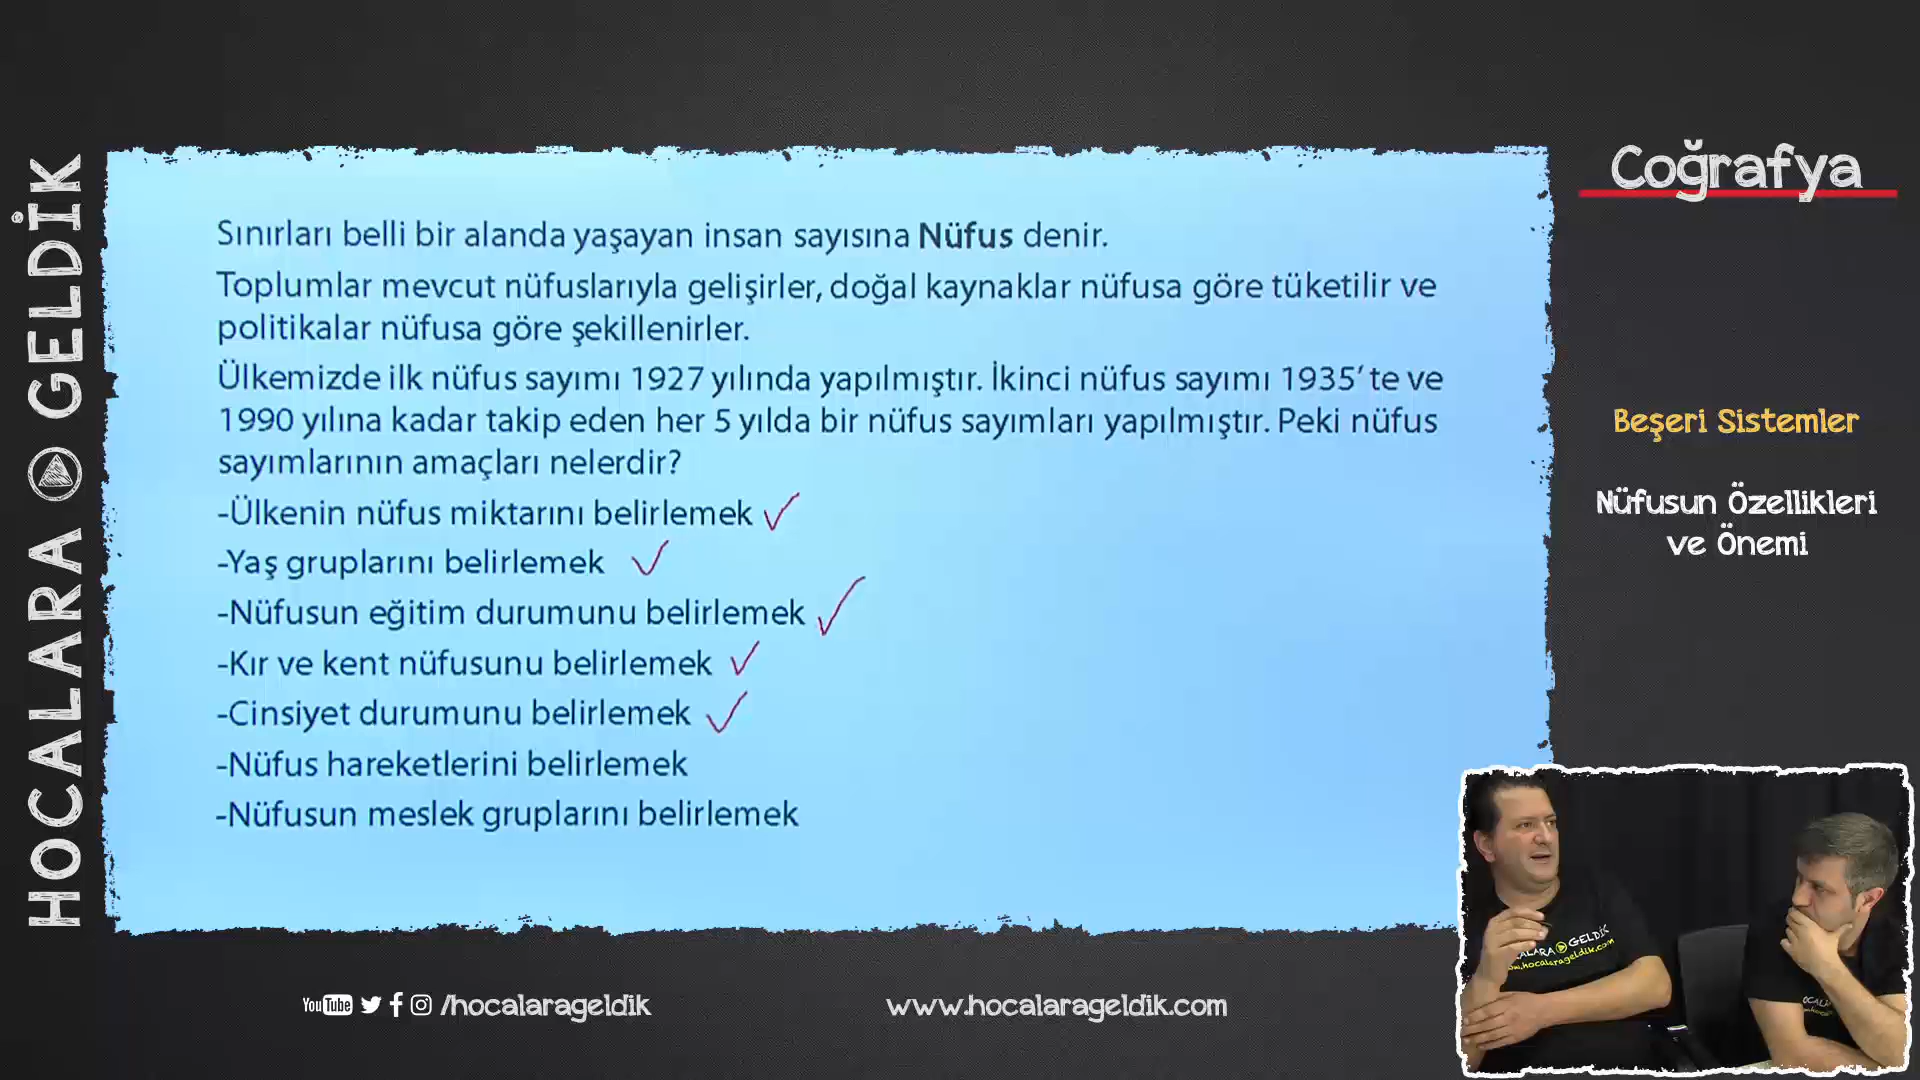 HOCALARA GELDİK
Coğrafya
Beşeri Sistemler
Nüfusun Özellikleri
ve Önemi
Sınırları belli bir alanda yaşayan insan sayısına Nüfus denir.
Toplumlar mevcut nüfuslarıyla gelişirler, doğal kaynaklar nüfusa göre tüketilir ve
politikalar nüfusa göre şekillenirler.
Ülkemizde ilk nüfus sayımı 1927 yılında yapılmıştır. İkinci nüfus sayımı 1935' te ve
1990 yılına kadar takip eden her 5 yılda bir nüfus sayımları yapılmıştır. Peki nüfus
sayımlarının amaçları nelerdir?
-Ülkenin nüfus miktarını belirlemek
-Yaş gruplarını belirlemek
-Nüfusun eğitim durumunu belirlemek
-Kır ve kent nüfusunu belirlemek
-Cinsiyet durumunu belirlemek
-Nüfus hareketlerini belirlemek
-Nüfusun meslek gruplarını belirlemek
YouTube /hocalarageldik
www.hocalarageldik.com
GELDİK